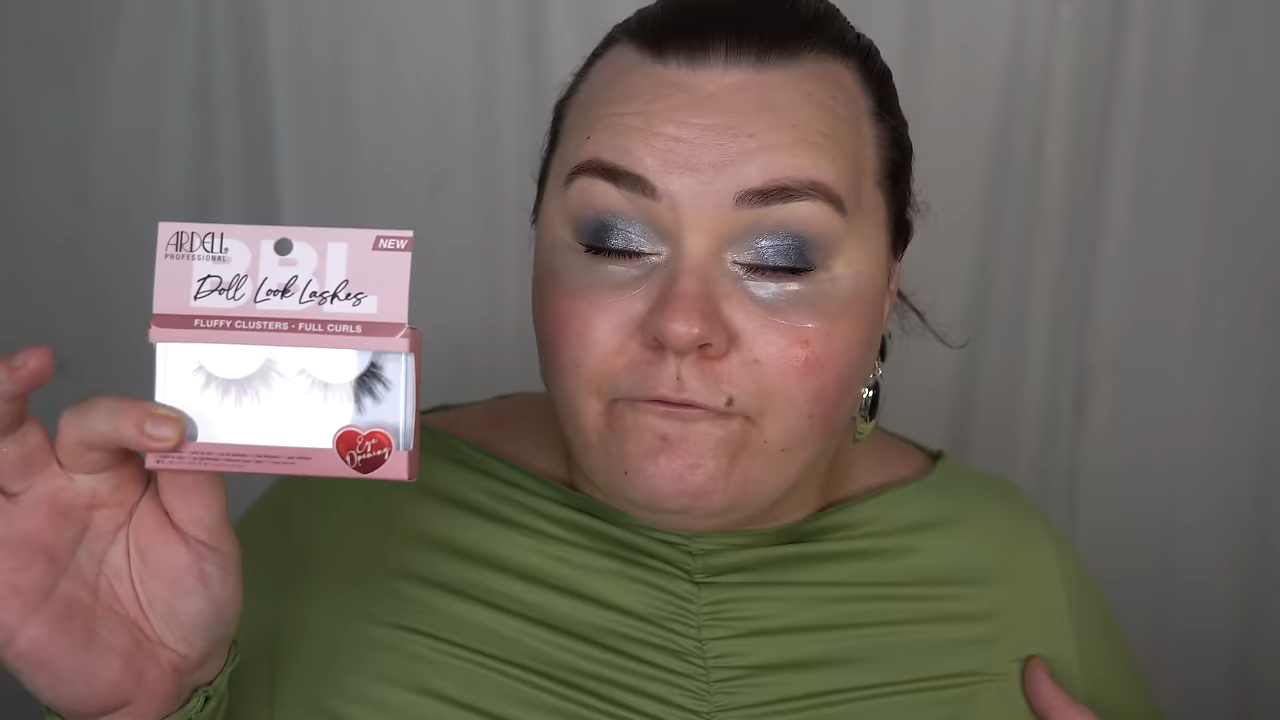 ARDELL
PROFESSIONAL
NEW
BBL
Doll Look Lashes
FLUFFY CLUSTERS • FULL CURLS
Eye
Opening